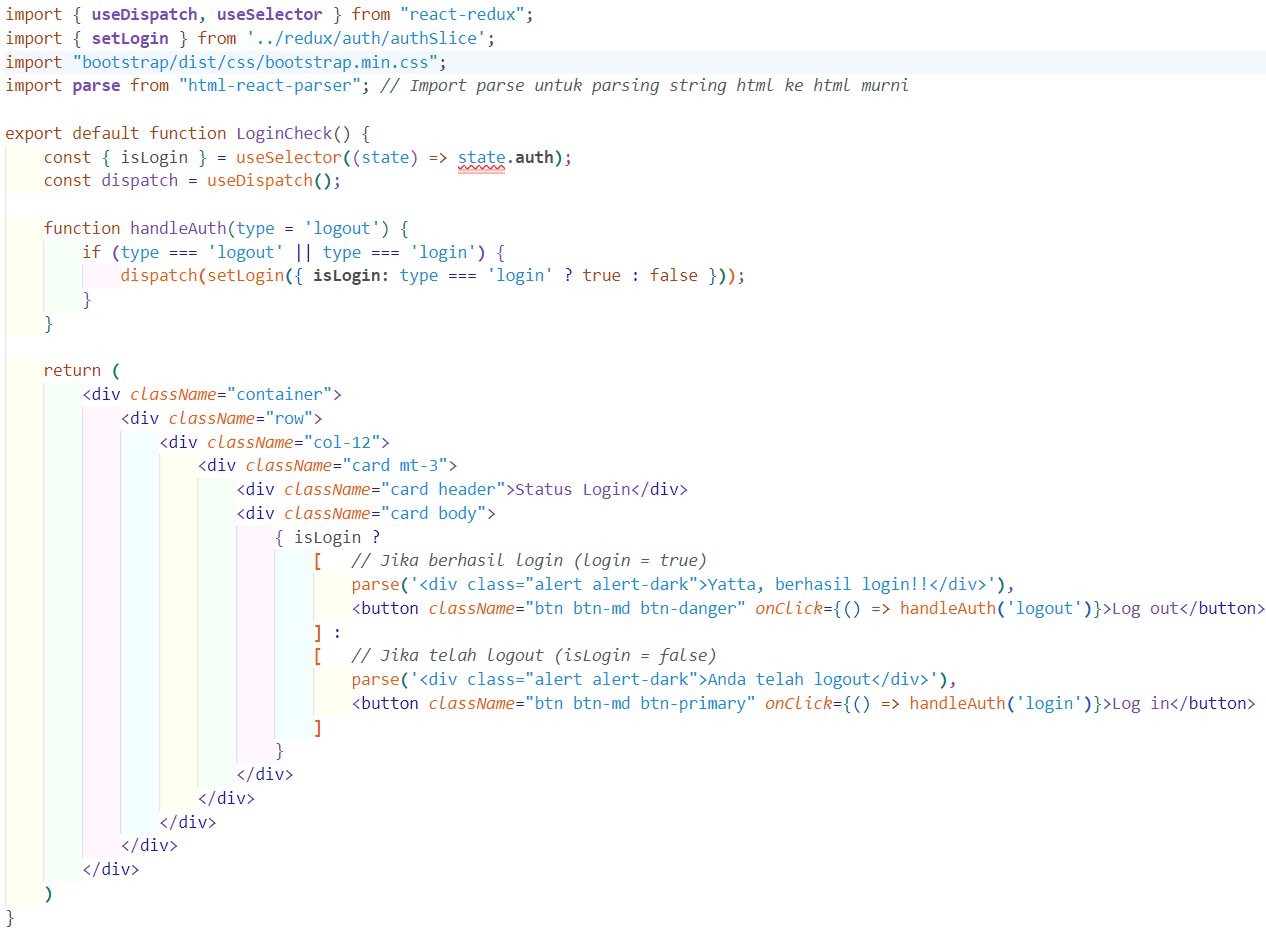 import { useDispatch, useSelector } from "react-redux";
import { setLogin } from '../redux/auth/authSlice';
import "bootstrap/dist/css/bootstrap.min.css";
import parse from "html-react-parser"; // Import parse untuk parsing string html ke html murni

export default function LoginCheck() {
    const { isLogin } = useSelector((state) => state.auth);
    const dispatch = useDispatch();

    function handleAuth(type = 'logout') {
        if (type === 'logout' || type === 'login') {
            dispatch(setLogin({ isLogin: type === 'login' ? true : false }));
        }
    }

    return (
        <div className="container">
            <div className="row">
                <div className="col-12">
                    <div className="card mt-3">
                        <div className="card header">Status Login</div>
                        <div className="card body">
                            { isLogin ?
                                [   // Jika berhasil login (login = true)
                                    parse('<div class="alert alert-dark">Yatta, berhasil login!!</div>'),
                                    <button className="btn btn-md btn-danger" onClick={() => handleAuth('logout')}>Log out</button>
                                ] :
                                [   // Jika telah logout (isLogin = false)
                                    parse('<div class="alert alert-dark">Anda telah logout</div>'),
                                    <button className="btn btn-md btn-primary" onClick={() => handleAuth('login')}>Log in</button>
                                ]
                            }
                        </div>
                    </div>
                </div>
            </div>
        </div>
    )
}